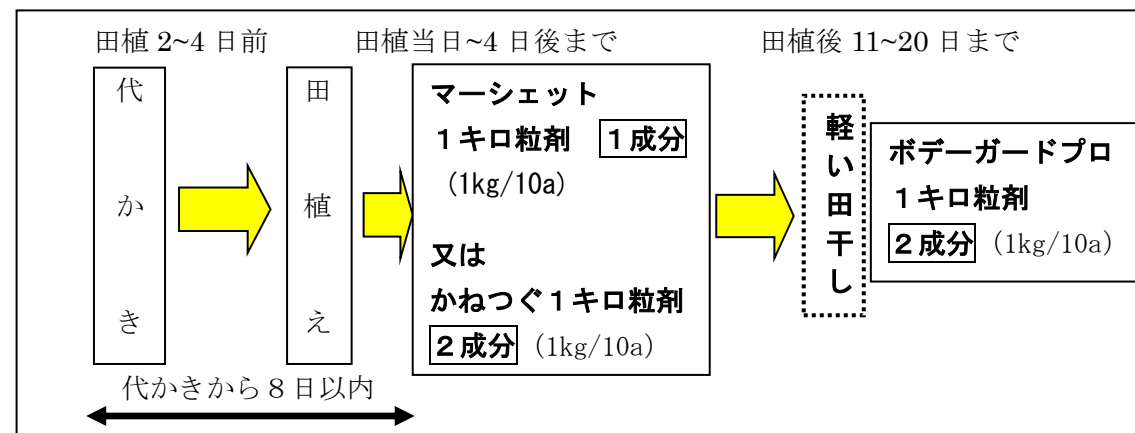 田植 2~4 日前
田植当日~4 日後まで
田植後 11~20 日まで
代かき
田植え
マーシェット
１キロ粒剤 １成分
(1kg/10a)
又は
かねつぐ１キロ粒剤
２成分 (1kg/10a)
軽い田干し
ボデーガードプロ
１キロ粒剤
２成分 (1kg/10a)
代かきから８日以内